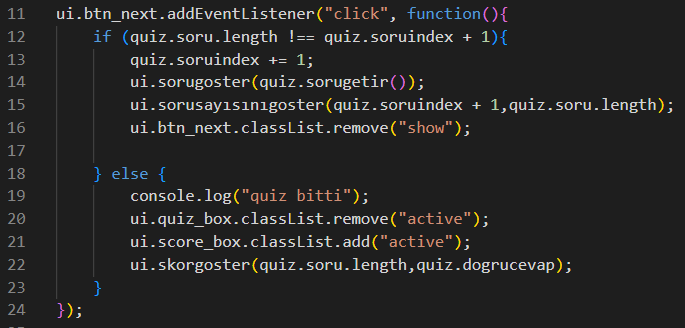 11 ui.btn_next.addEventListener("click", function(){
12     if (quiz.soru.length !== quiz.soruindex + 1){
13         quiz.soruindex += 1;
14         ui.sorugoster(quiz.sorugetir());
15         ui.sorusayısınıgoster(quiz.soruindex + 1,quiz.soru.length);
16         ui.btn_next.classList.remove("show");
17
18     } else {
19         console.log("quiz bitti");
20         ui.quiz_box.classList.remove("active");
21         ui.score_box.classList.add("active");
22         ui.skorgoster(quiz.soru.length,quiz.dogrucevap);
23     }
24 });